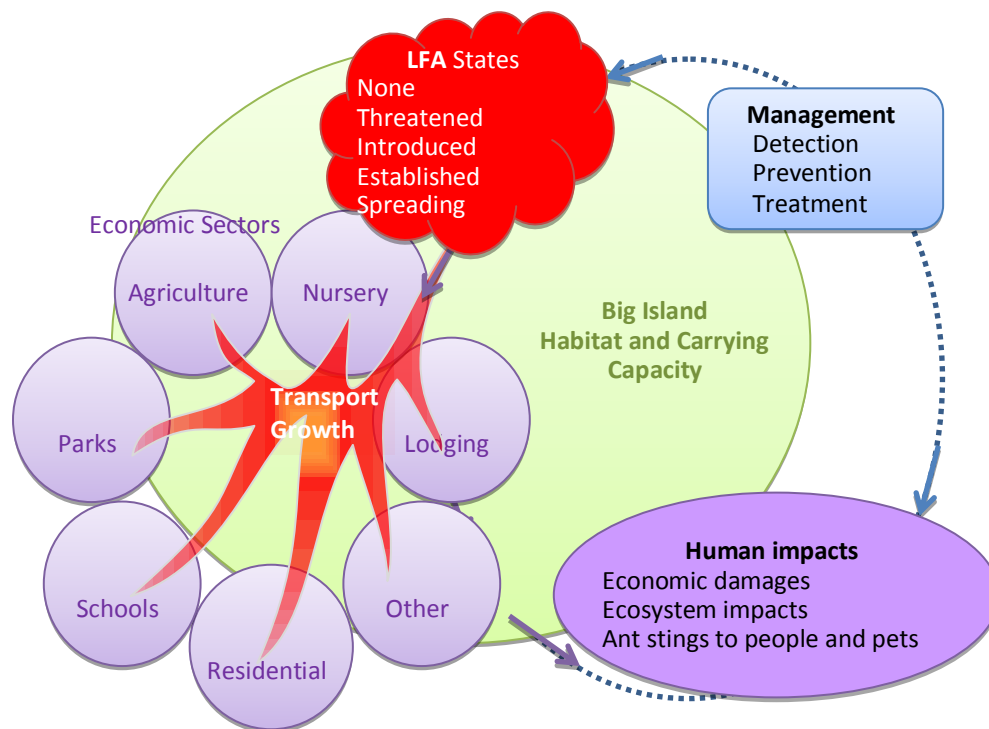 LFA States
None
Threatened
Introduced
Established
Spreading
Management
Detection
Prevention
Treatment
Economic Sectors
Agriculture
Nursery
Big Island
Habitat and Carrying
Capacity
Transport
Growth
Parks
Lodging
Human impacts
Economic damages
Ecosystem impacts
Ant stings to people and pets
Schools
Other
Residential